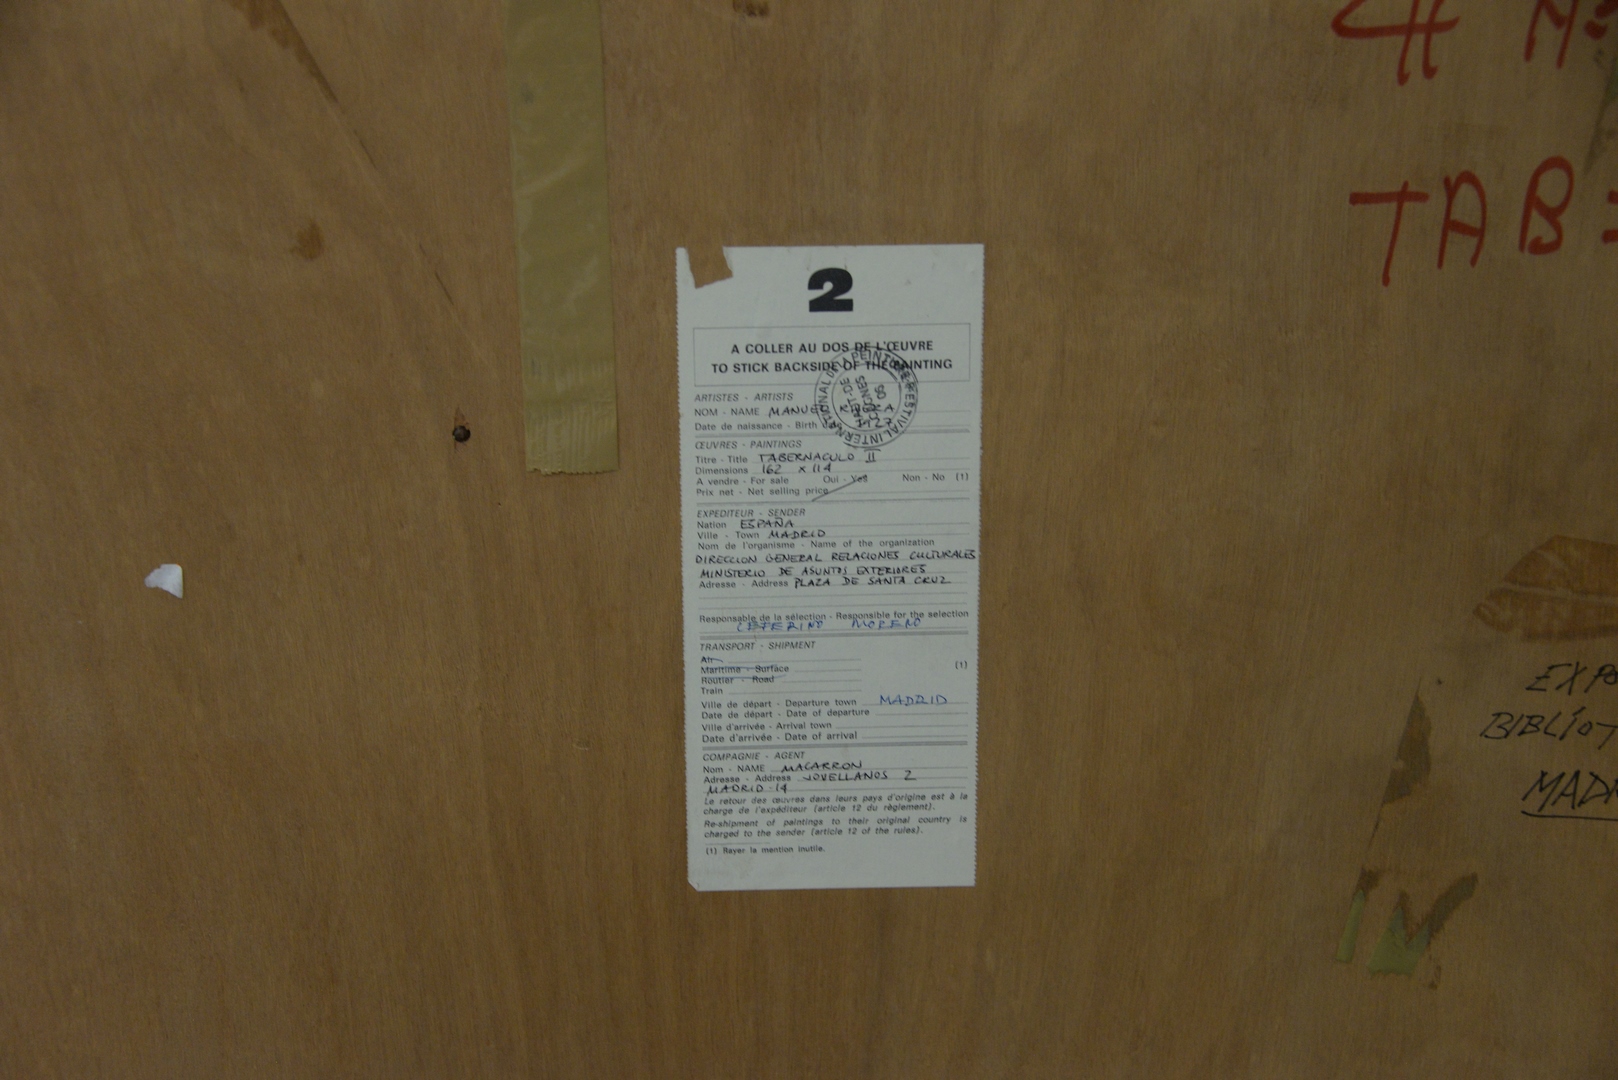 2
A COLLER AU DOS DE L'ŒUVRE
TO STICK BACKSIDE OF THE PAINTING
FESTIVAL INTERNATIONAL DE LA PEINTURE
06
CAGNES
ARTISTES - ARTISTS
NOM - NAME MANUEL
Date de naissance - Birth 1927
ŒUVRES - PAINTINGS
Titre - Title TABERNACULO II
Dimensions 162 x 114
A vendre - For sale Oui - Yes Non - No (1)
Prix net - Net selling price
EXPEDITEUR - SENDER
Nation ESPAÑA
Ville - Town MADRID
Nom de l'organisme - Name of the organization
DIRECCION GENERAL RELACIONES CULTURALES
MINISTERIO DE ASUNTOS EXTERIORES
Adresse - Address PLAZA DE SANTA CRUZ
Responsable de la sélection - Responsible for the selection
CEFERINO MORENO
TRANSPORT - SHIPMENT
Air
Maritime - Surface (1)
Routier - Road
Train
Ville de départ - Departure town MADRID
Date de départ - Date of departure
Ville d'arrivée - Arrival town
Date d'arrivée - Date of arrival
COMPAGNIE - AGENT
Nom - NAME MACARRON
Adresse - Address JOVELLANOS 2
MADRID-14
Le retour des œuvres dans leurs pays d'origine est à la
charge de l'expéditeur (article 12 du règlement).
Re-shipment of paintings to their original country is
charged to the sender (article 12 of the rules).
(1) Rayer la mention inutile.
TAB
EXPO
BIBLIOT
MADR